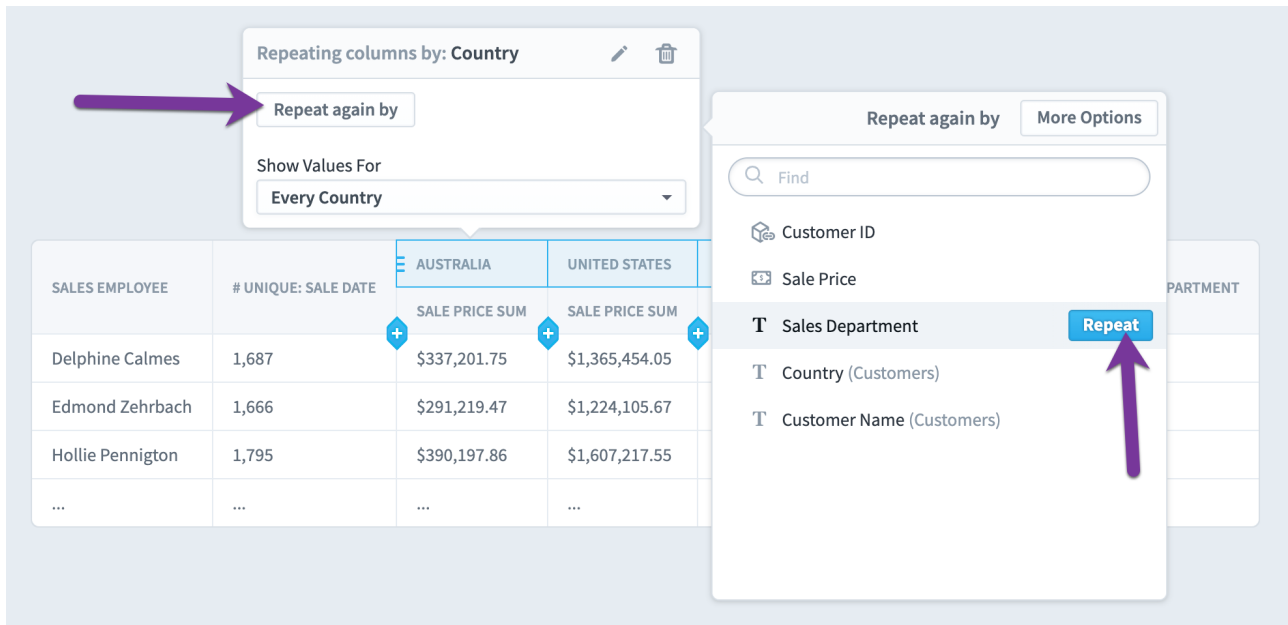 Repeating columns by: Country
Repeat again by
Show Values For
Every Country
Repeat again by
More Options
Find
Customer ID
Sale Price
Sales Department
Repeat
Country (Customers)
Customer Name (Customers)
SALES EMPLOYEE
# UNIQUE: SALE DATE
AUSTRALIA
UNITED STATES
PARTMENT
SALE PRICE SUM
SALE PRICE SUM
Delphine Calmes 1,687 $337,201.75 $1,365,454.05
Edmond Zehrbach 1,666 $291,219.47 $1,224,105.67
Hollie Pennigton 1,795 $390,197.86 $1,607,217.55
... ... ... ...